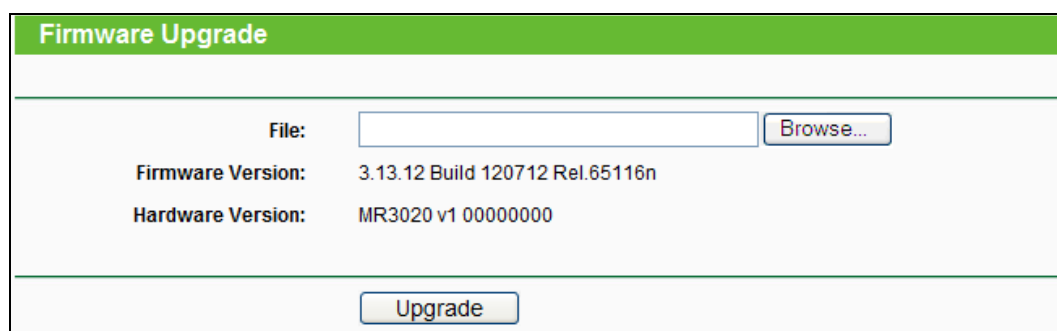 Firmware Upgrade
File: Browse...
Firmware Version: 3.13.12 Build 120712 Rel.65116n
Hardware Version: MR3020 v1 00000000
Upgrade